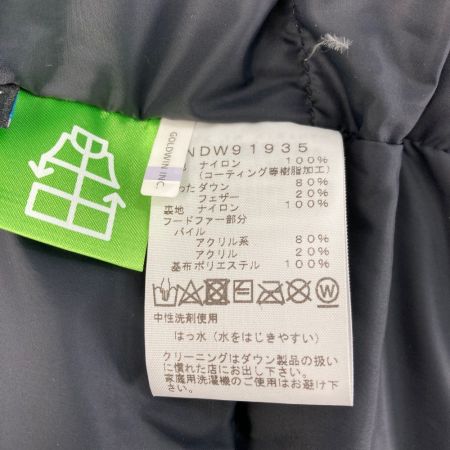 GOLDWIN INC.
NDW91935
ナイロン 100%
(コーティング等樹脂加工)
ったダウン 80%
フェザー 20%
裏地 ナイロン 100%
フードファー部分
パイル
アクリル系 80%
アクリル 20%
基布ポリエステル 100%
W
中性洗剤使用
はっ水(水をはじきやすい)
クリーニングはダウン製品の扱い
に慣れた店にお出し下さい。
家庭用洗濯機のご使用はお避け下
さい。